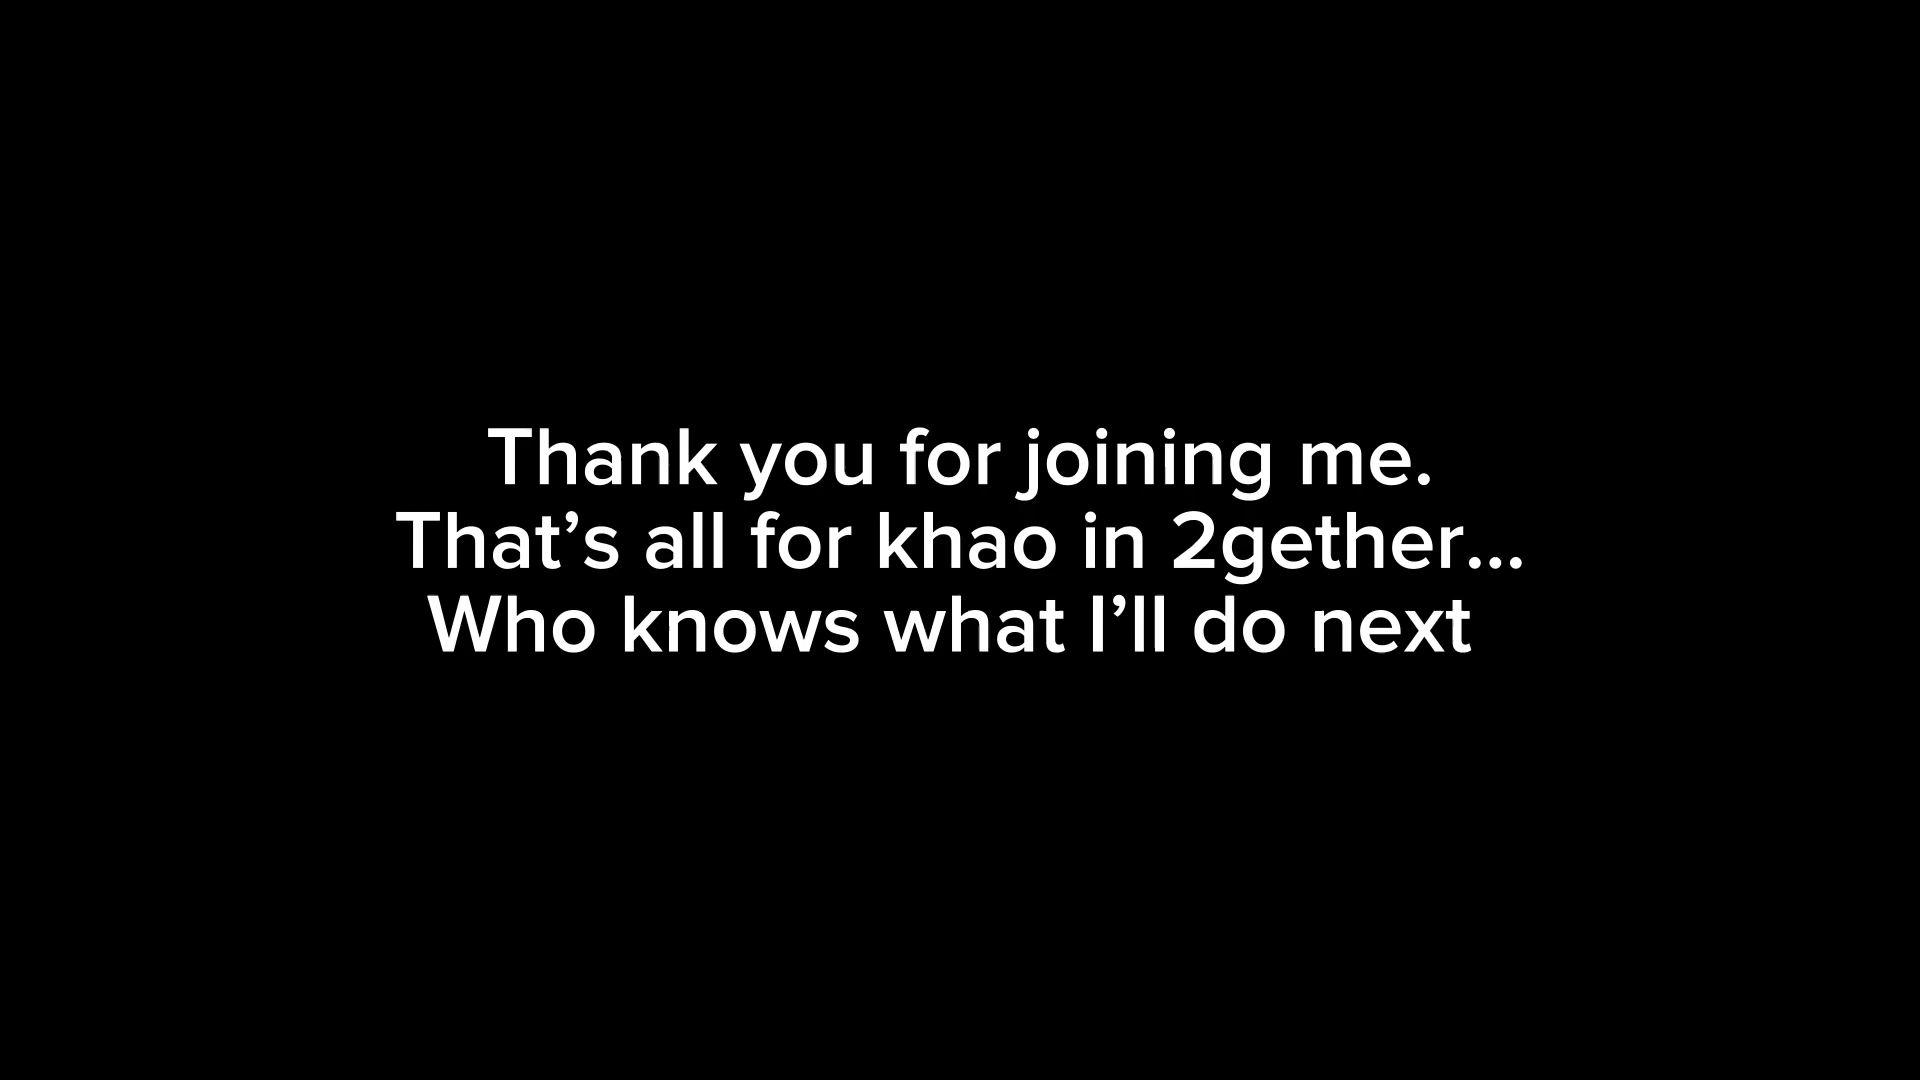 Thank you for joining me.
That’s all for khao in 2gether...
Who knows what I’ll do next